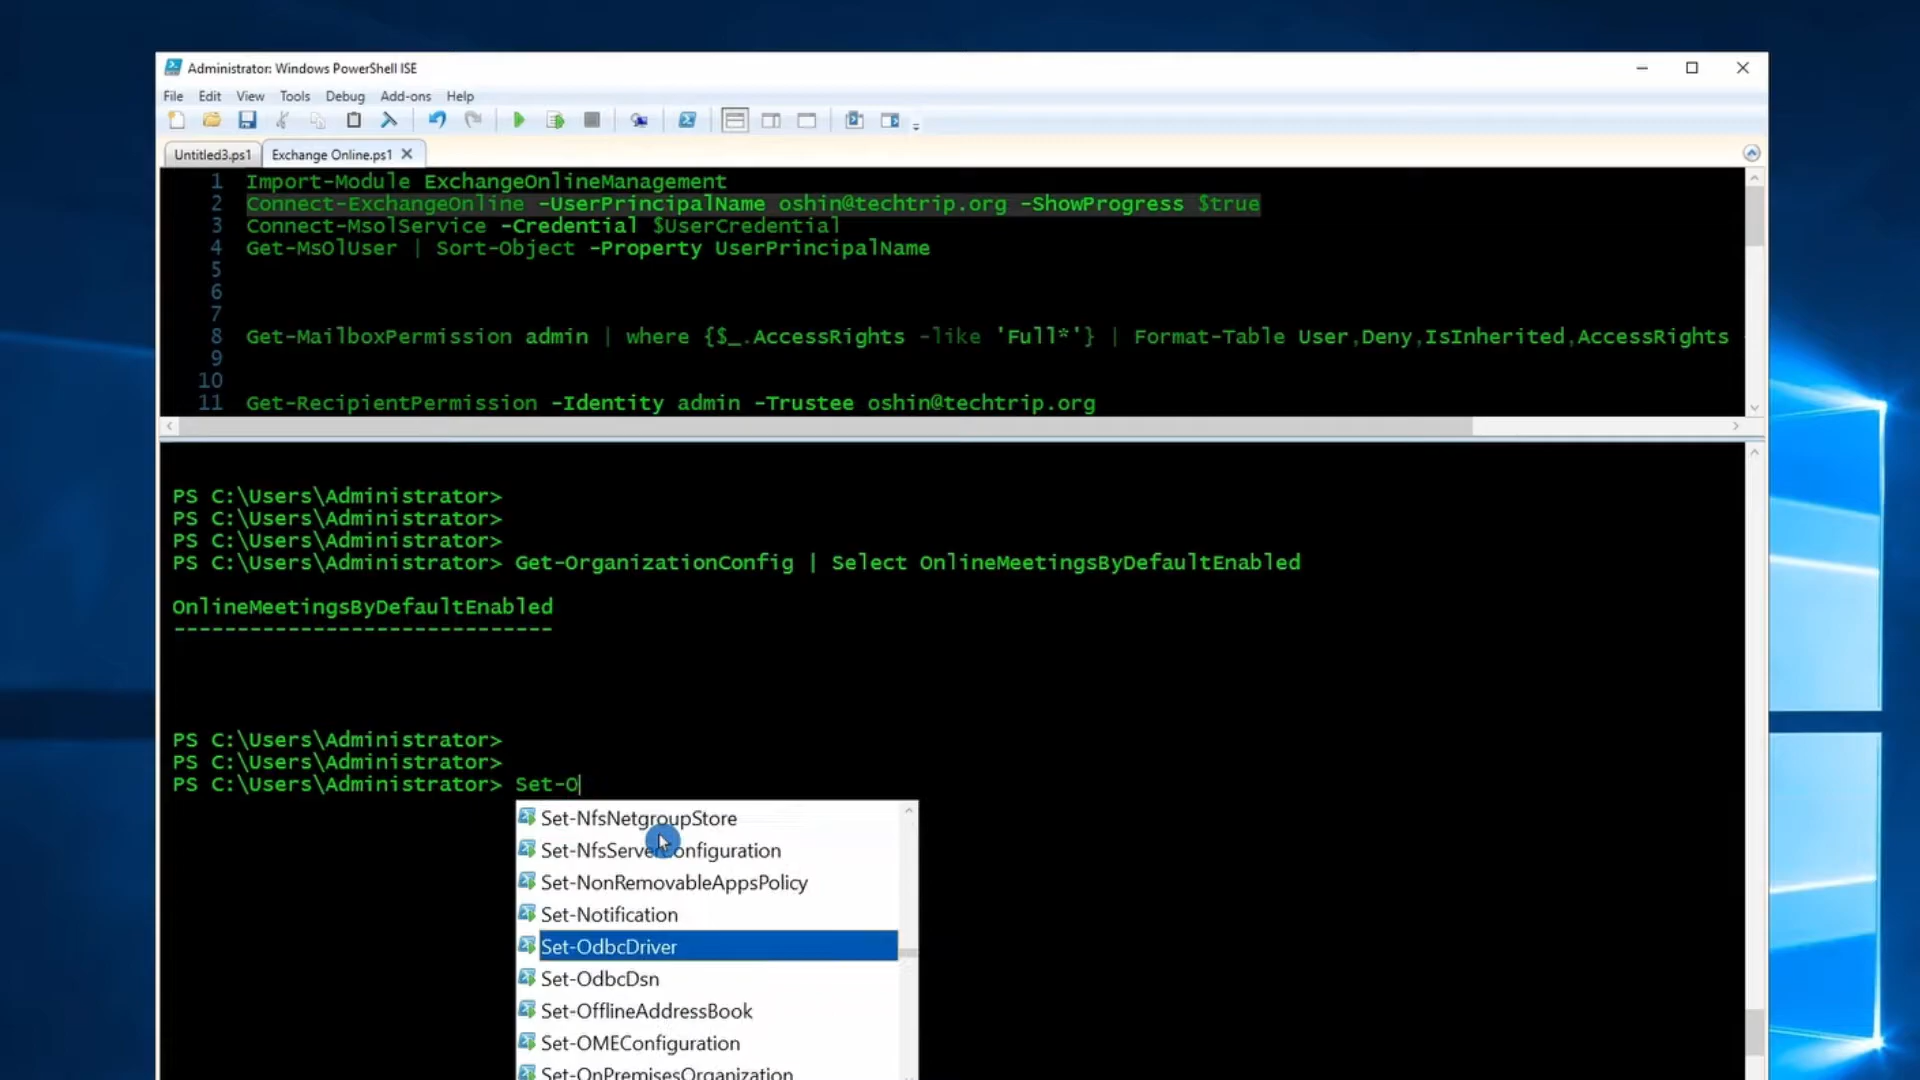 Administrator: Windows PowerShell ISE
File Edit View Tools Debug Add-ons Help
Untitled3.ps1 Exchange Online.ps1
1 Import-Module ExchangeOnlineManagement
2 Connect-ExchangeOnline -UserPrincipalName oshin@techtrip.org -ShowProgress $true
3 Connect-MsolService -Credential $UserCredential
4 Get-MsOlUser | Sort-Object -Property UserPrincipalName
5
6
7
8 Get-MailboxPermission admin | where {$_.AccessRights -like 'Full*'} | Format-Table User,Deny,IsInherited,AccessRights
9
10
11 Get-RecipientPermission -Identity admin -Trustee oshin@techtrip.org
PS C:\Users\Administrator>
PS C:\Users\Administrator>
PS C:\Users\Administrator>
PS C:\Users\Administrator> Get-OrganizationConfig | Select OnlineMeetingsByDefaultEnabled
OnlineMeetingsByDefaultEnabled
------------------------------
PS C:\Users\Administrator>
PS C:\Users\Administrator>
PS C:\Users\Administrator> Set-O
Set-NfsNetgroupStore
Set-NfsServerConfiguration
Set-NonRemovableAppsPolicy
Set-Notification
Set-OdbcDriver
Set-OdbcDsn
Set-OfflineAddressBook
Set-OMEConfiguration
Set-OnPremisesOrganization